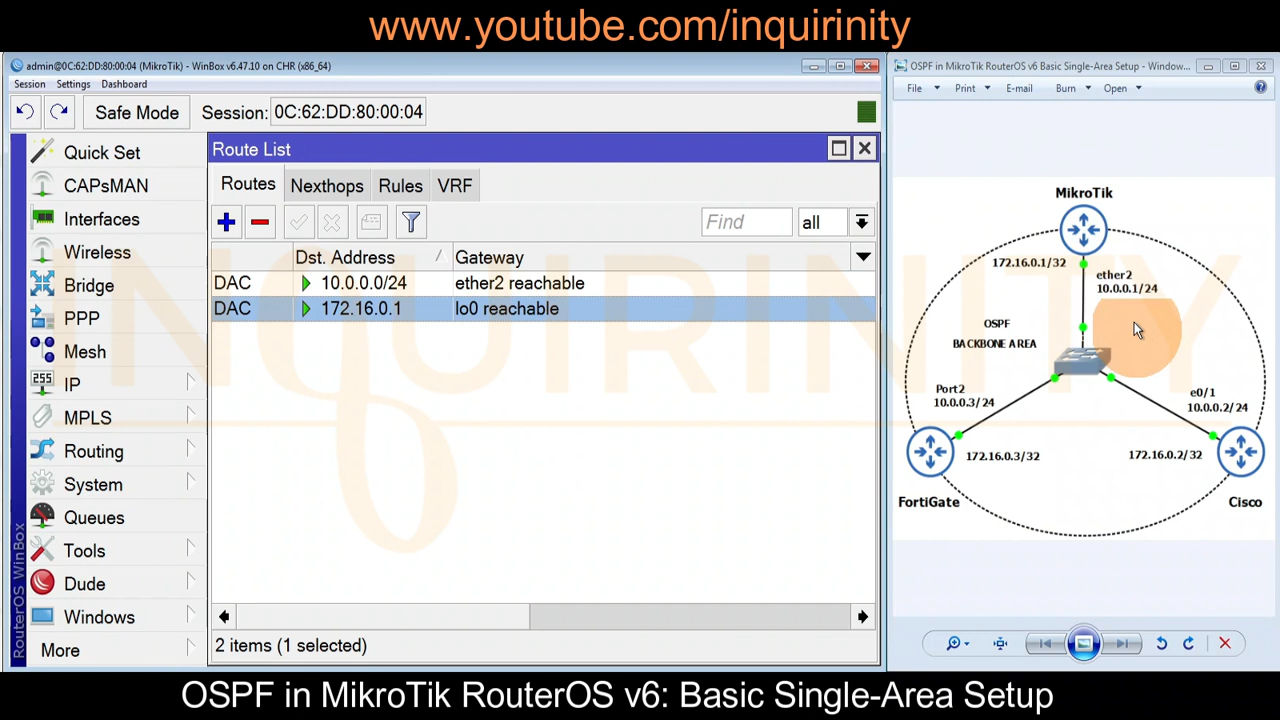 www.youtube.com/inquirinity
admin@0C:62:DD:80:00:04 (MikroTik) - WinBox v6.47.10 on CHR (x86_64)
Session Settings Dashboard
Safe Mode Session: 0C:62:DD:80:00:04
Quick Set
CAPsMAN
Interfaces
Wireless
Bridge
PPP
Mesh
255 IP
MPLS
Routing
System
Queues
Tools
Dude
Windows
More
RouterOS WinBox
Route List
Routes Nexthops Rules VRF
Find all
Dst. Address Gateway
DAC 10.0.0.0/24 ether2 reachable
DAC 172.16.0.1 lo0 reachable
2 items (1 selected)
INQUIRINITY
OSPF in MikroTik RouterOS v6 Basic Single-Area Setup - Window...
File Print E-mail Burn Open
MikroTik
172.16.0.1/32
ether2
10.0.0.1/24
OSPF
BACKBONE AREA
Port2
10.0.0.3/24
e0/1
10.0.0.2/24
172.16.0.3/32
172.16.0.2/32
FortiGate
Cisco
OSPF in MikroTik RouterOS v6: Basic Single-Area Setup